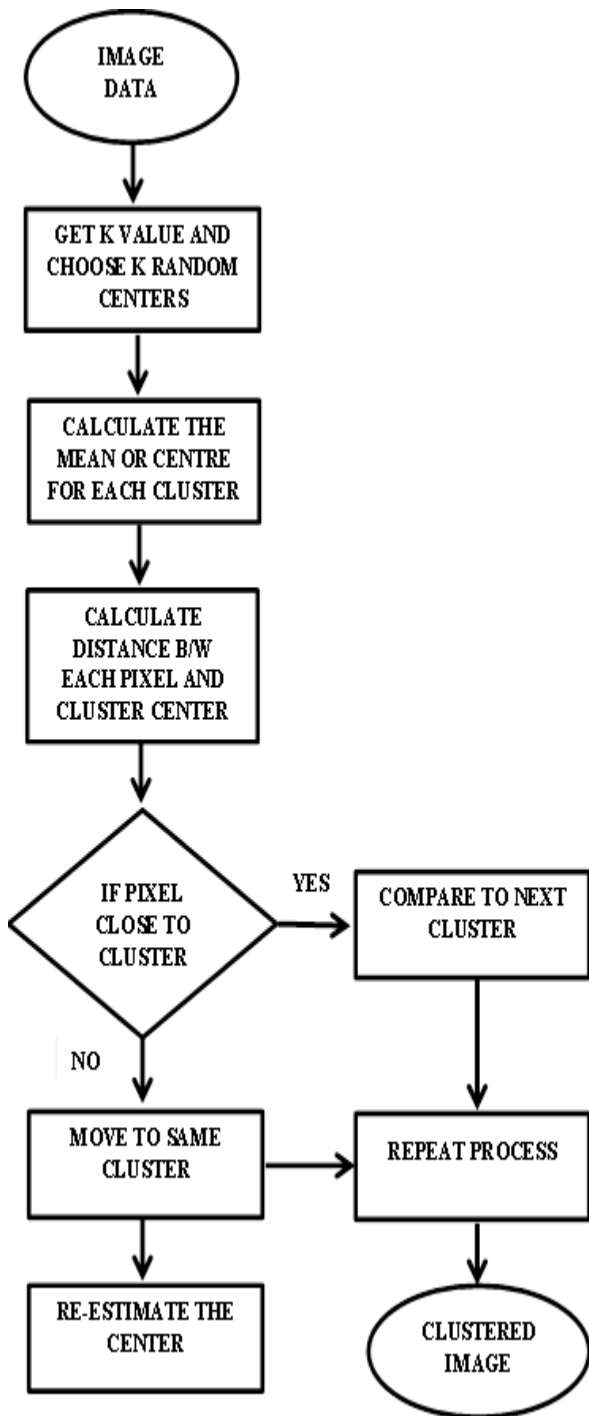 IMAGE
DATA
GET K VALUE AND
CHOOSE K RANDOM
CENTERS
CALCULATE THE
MEAN OR CENTRE
FOR EACH CLUSTER
CALCULATE
DISTANCE B/W
EACH PIXEL AND
CLUSTER CENTER
IF PIXEL
CLOSE TO
CLUSTER
YES
COMPARE TO NEXT
CLUSTER
NO
MOVE TO SAME
CLUSTER
REPEAT PROCESS
RE-ESTIMATE THE
CENTER
CLUSTERED
IMAGE